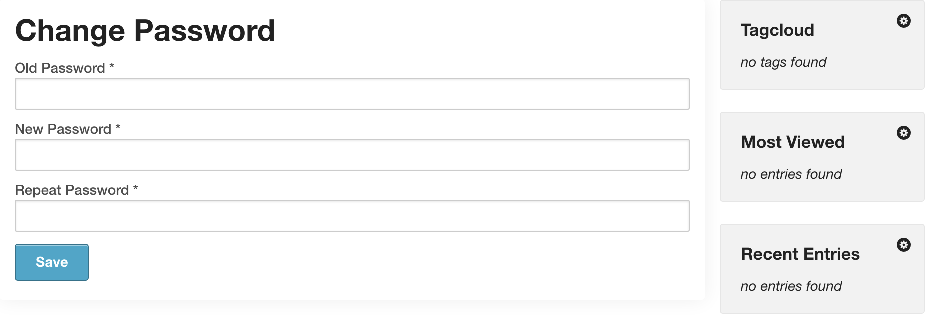 Change Password
Old Password *
New Password *
Repeat Password *
Save
Tagcloud
no tags found
Most Viewed
no entries found
Recent Entries
no entries found